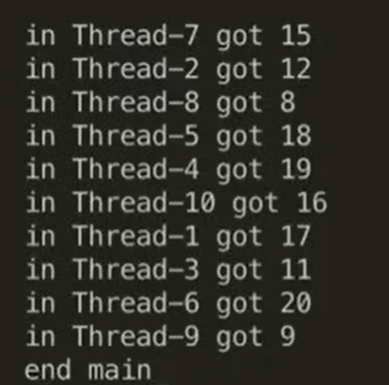 in Thread-7 got 15
in Thread-2 got 12
in Thread-8 got 8
in Thread-5 got 18
in Thread-4 got 19
in Thread-10 got 16
in Thread-1 got 17
in Thread-3 got 11
in Thread-6 got 20
in Thread-9 got 9
end main